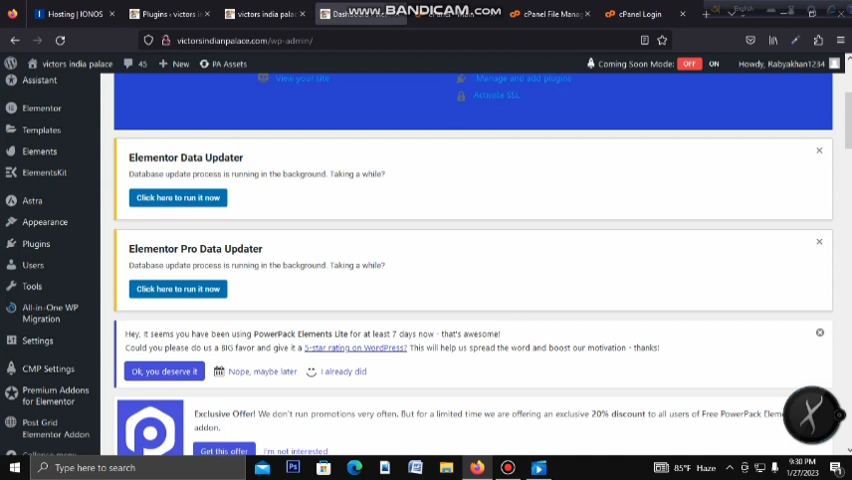 www.BANDICAM.com
Hosting | IONOS
Plugins ‹ victors in
victors india palac
Dashboard
cPanel File Manag
cPanel Login
English
victorsindianpalace.com/wp-admin/
victors india palace
45
New
PA Assets
Coming Soon Mode:
OFF
ON
Howdy, Rabyakhan1234
Assistant
Elementor
Templates
Elements
ElementsKit
Astra
Appearance
Plugins
Users
Tools
All-in-One WP
Migration
Settings
CMP Settings
Premium Addons
for Elementor
Post Grid
Elementor Addon
Collapse menu
View your site
Manage and add plugins
Activate SSL
Elementor Data Updater
Database update process is running in the background. Taking a while?
Click here to run it now
Elementor Pro Data Updater
Database update process is running in the background. Taking a while?
Click here to run it now
Hey, it seems you have been using PowerPack Elements Lite for at least 7 days now - that's awesome!
Could you please do us a BIG favor and give it a 5-star rating on WordPress? This will help us spread the word and boost our motivation - thanks!
Ok, you deserve it
Nope, maybe later
I already did
Exclusive Offer! We don't run promotions very often. But for a limited time we are offering an exclusive 20% discount to all users of Free PowerPack Eleme
addon.
Get this offer
I'm not interested
Type here to search
85°F Haze
9:30 PM
1/27/2023